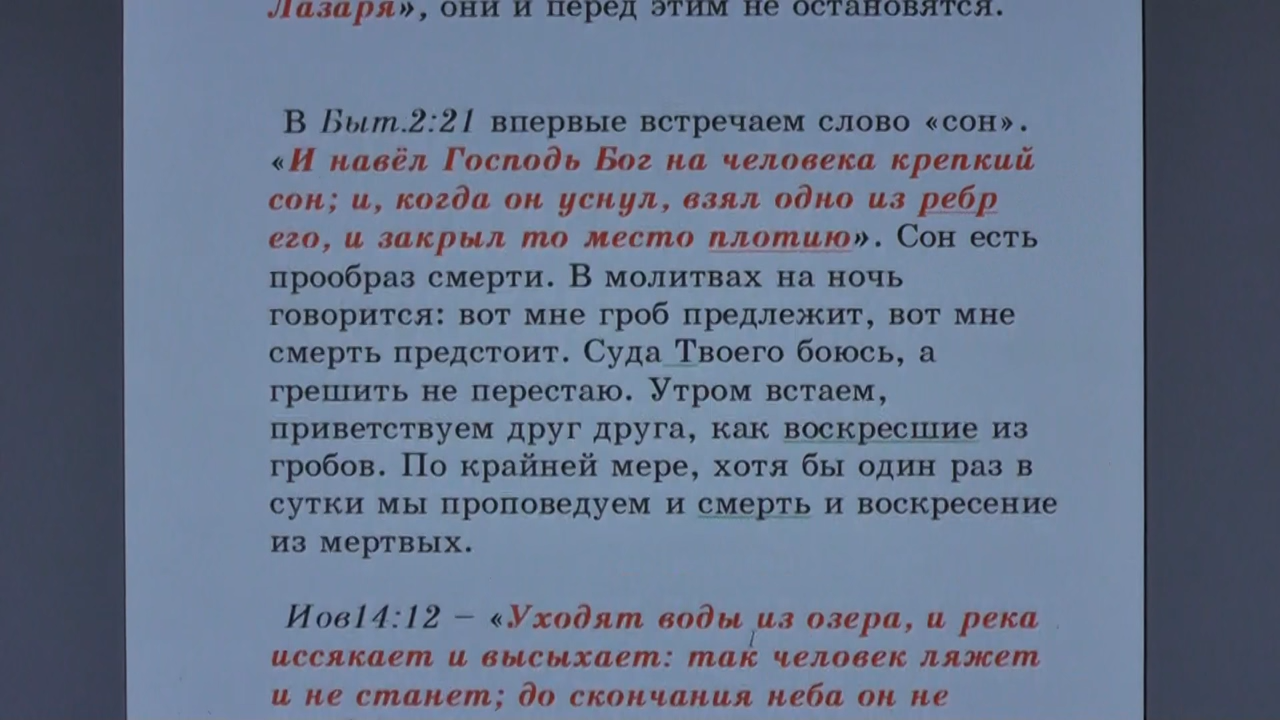 Лазаря», они и перед этим не остановятся.
В Быт.2:21 впервые встречаем слово «сон».
«И навёл Господь Бог на человека крепкий
сон; и, когда он уснул, взял одно из ребр
его, и закрыл то место плотию». Сон есть
прообраз смерти. В молитвах на ночь
говорится: вот мне гроб предлежит, вот мне
смерть предстоит. Суда Твоего боюсь, а
грешить не перестаю. Утром встаем,
приветствуем друг друга, как воскресшие из
гробов. По крайней мере, хотя бы один раз в
сутки мы проповедуем и смерть и воскресение
из мертвых.
Иов14:12 – «Уходят воды из озера, и река
иссякает и высыхает: так человек ляжет
и не станет; до скончания неба он не